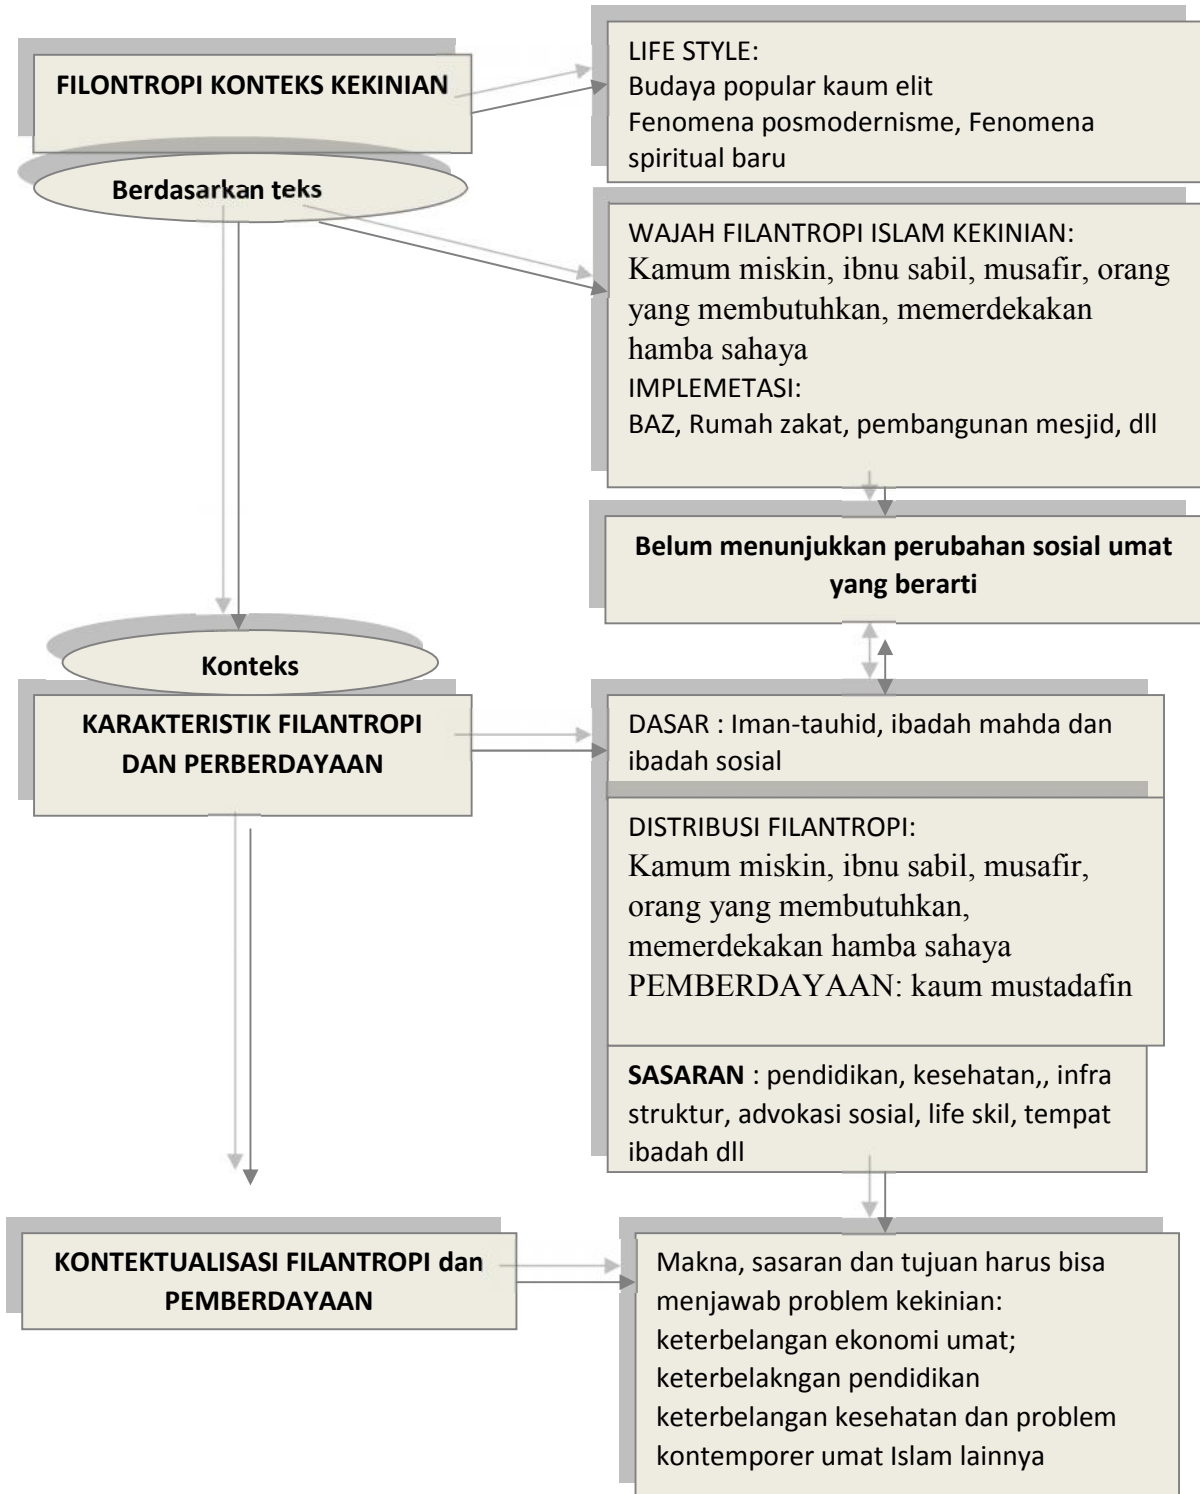 FILONTROPI KONTEKS KEKINIAN
LIFE STYLE:
Budaya popular kaum elit
Fenomena posmodernisme, Fenomena
spiritual baru
Berdasarkan teks
WAJAH FILANTROPI ISLAM KEKINIAN:
Kamum miskin, ibnu sabil, musafir, orang
yang membutuhkan, memerdekakan
hamba sahaya
IMPLEMETASI:
BAZ, Rumah zakat, pembangunan mesjid, dll
Belum menunjukkan perubahan sosial umat
yang berarti
Konteks
KARAKTERISTIK FILANTROPI
DAN PERBERDAYAAN
DASAR : Iman-tauhid, ibadah mahda dan
ibadah sosial
DISTRIBUSI FILANTROPI:
Kamum miskin, ibnu sabil, musafir,
orang yang membutuhkan,
memerdekakan hamba sahaya
PEMBERDAYAAN: kaum mustadafin
SASARAN : pendidikan, kesehatan,, infra
struktur, advokasi sosial, life skil, tempat
ibadah dll
KONTEKTUALISASI FILANTROPI dan
PEMBERDAYAAN
Makna, sasaran dan tujuan harus bisa
menjawab problem kekinian:
keterbelangan ekonomi umat;
keterbelakngan pendidikan
keterbelangan kesehatan dan problem
kontemporer umat Islam lainnya